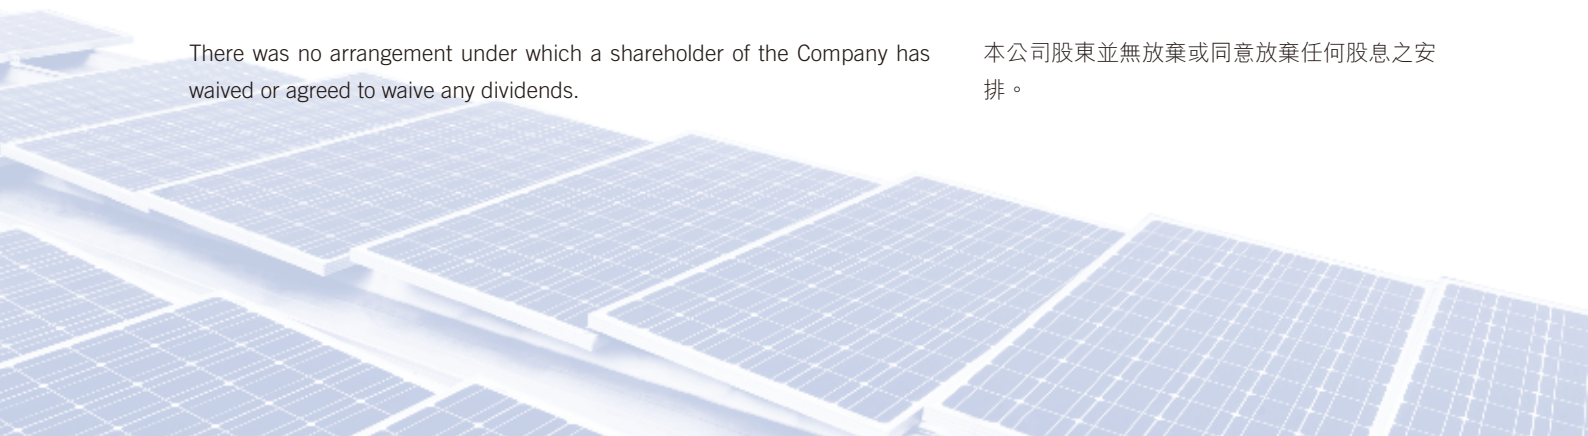 There was no arrangement under which a shareholder of the Company has
waived or agreed to waive any dividends.
本公司股東並無放棄或同意放棄任何股息之安
排。